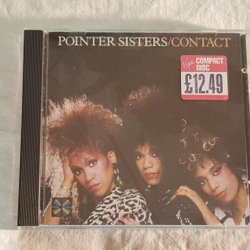 POINTER SISTERS/CONTACT
Virgin COMPACT
DISC
£12.49